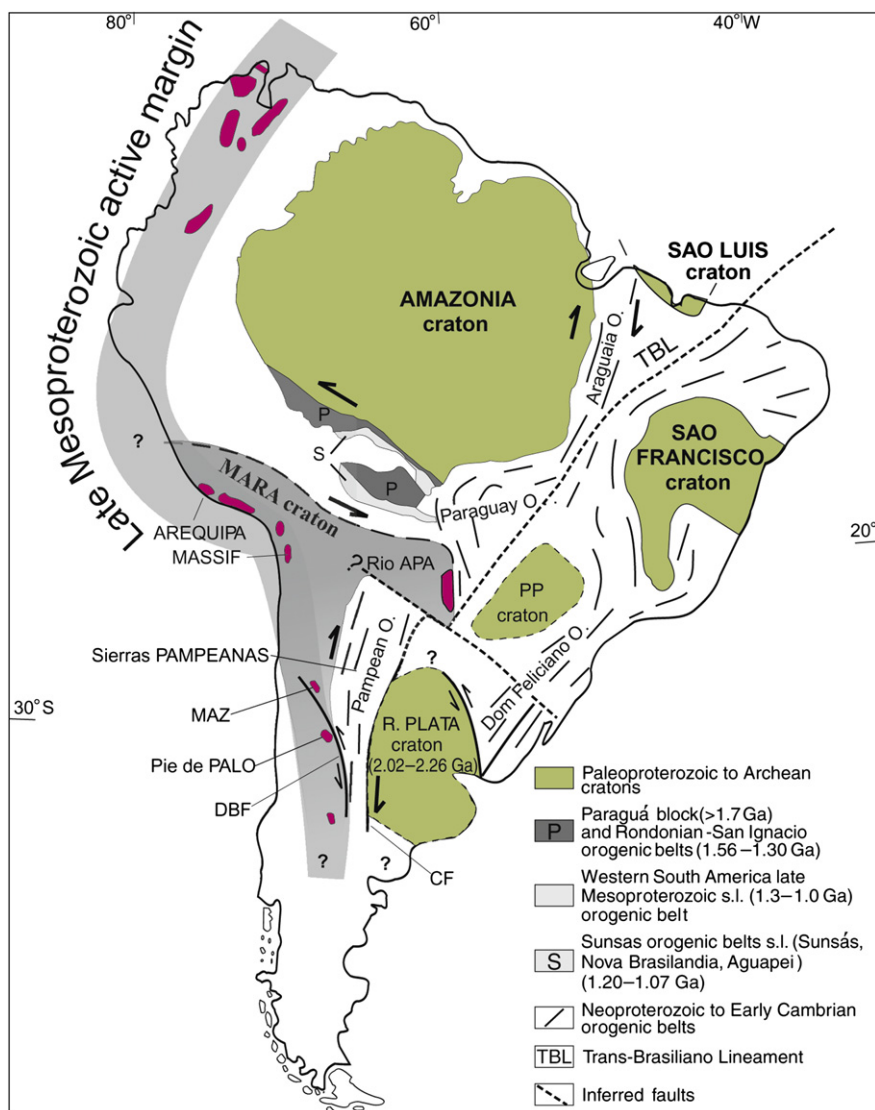 80°
60°
40°W
Late Mesoproterozoic active margin
SAO LUIS
craton
AMAZONIA
craton
Araguaia O.
TBL
P
S
P
SAO
FRANCISCO
craton
?
MARA craton
Paraguay O.
AREQUIPA
MASSIF
20°
? Rio APA
PP
craton
Sierras PAMPEANAS
Pampean O.
?
Dom Feliciano O.
MAZ
30°S
R. PLATA
craton
(2.02–2.26 Ga)
Pie de PALO
DBF
?
?
CF
Paleoproterozoic to Archean
cratons
P
Paraguá block(>1.7 Ga)
and Rondonian-San Ignacio
orogenic belts (1.56–1.30 Ga)
Western South America late
Mesoproterozoic s.l. (1.3–1.0 Ga)
orogenic belt
S
Sunsas orogenic belts s.l. (Sunsás,
Nova Brasilandia, Aguapei)
(1.20–1.07 Ga)
Neoproterozoic to Early Cambrian
orogenic belts
TBL
Trans-Brasiliano Lineament
Inferred faults